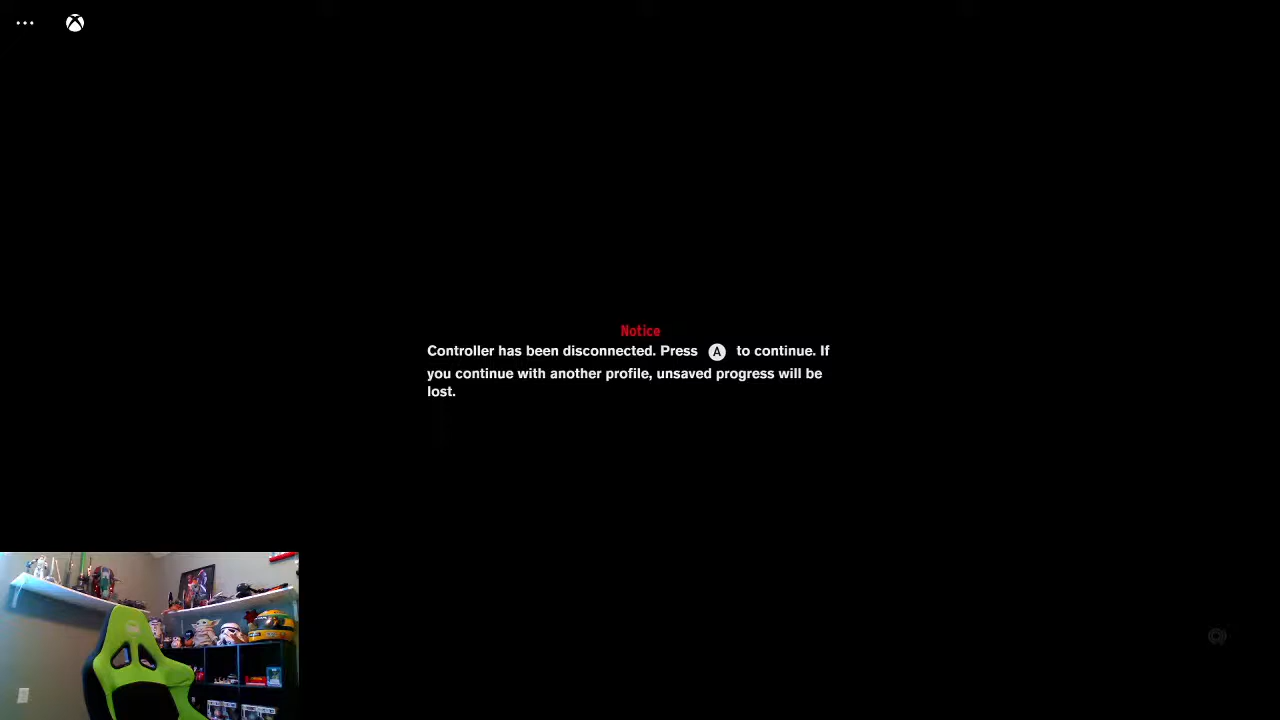 Notice
Controller has been disconnected. Press A to continue. If
you continue with another profile, unsaved progress will be
lost.